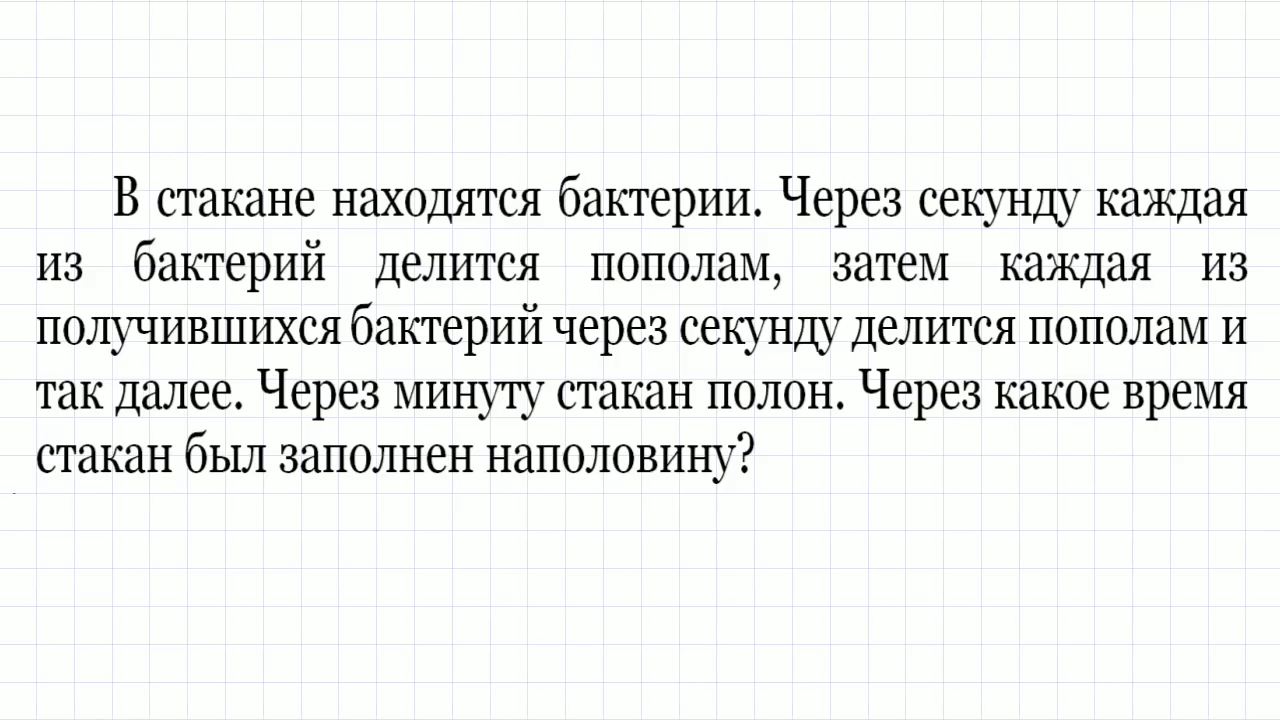 В стакане находятся бактерии. Через секунду каждая
из бактерий делится пополам, затем каждая из
получившихся бактерий через секунду делится пополам и
так далее. Через минуту стакан полон. Через какое время
стакан был заполнен наполовину?